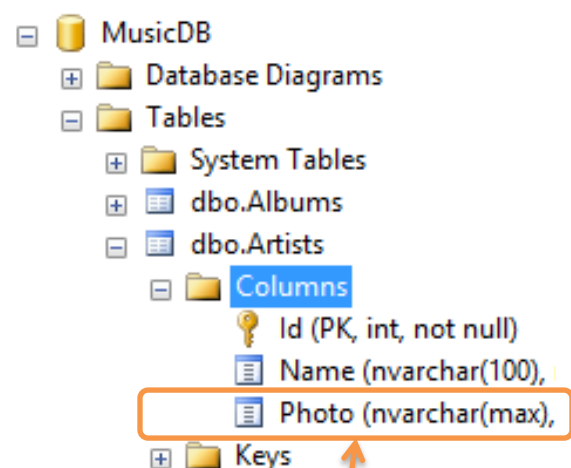 MusicDB
Database Diagrams
Tables
System Tables
dbo.Albums
dbo.Artists
Columns
Id (PK, int, not null)
Name (nvarchar(100),
Photo (nvarchar(max),
Keys